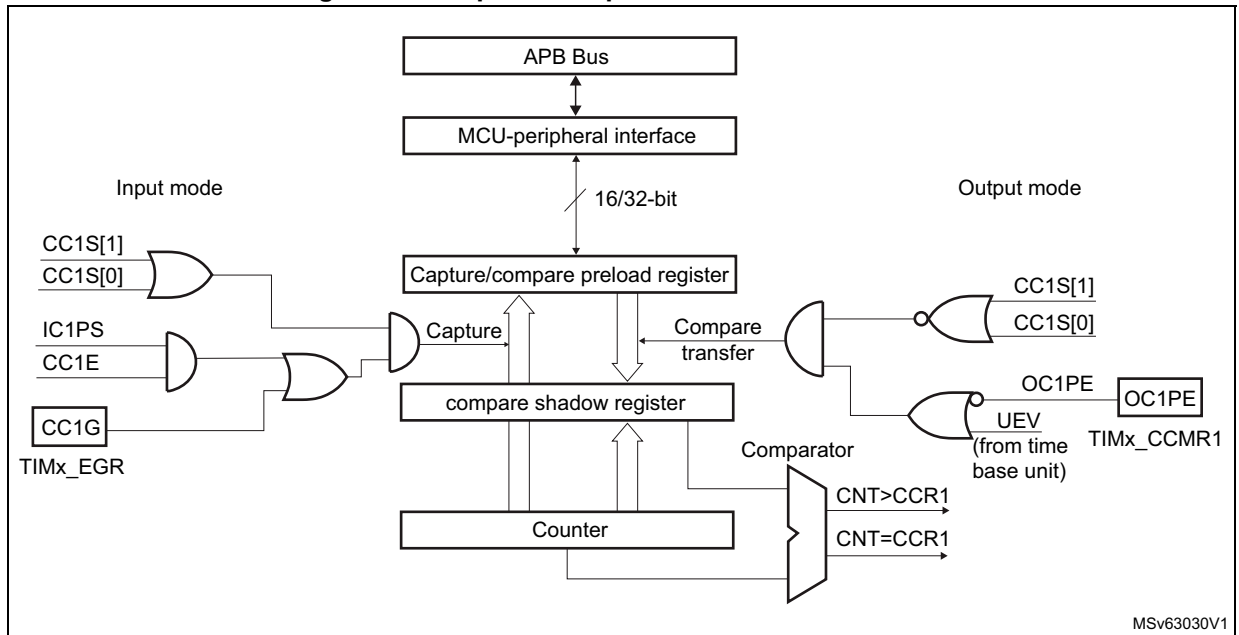 APB Bus
MCU-peripheral interface
Input mode
16/32-bit
Output mode
CC1S[1]
CC1S[0]
Capture/compare preload register
CC1S[1]
CC1S[0]
IC1PS
CC1E
Capture
Compare
transfer
CC1G
TIMx_EGR
compare shadow register
OC1PE
OC1PE
UEV
(from time
base unit)
TIMx_CCMR1
Comparator
CNT>CCR1
Counter
CNT=CCR1
MSv63030V1